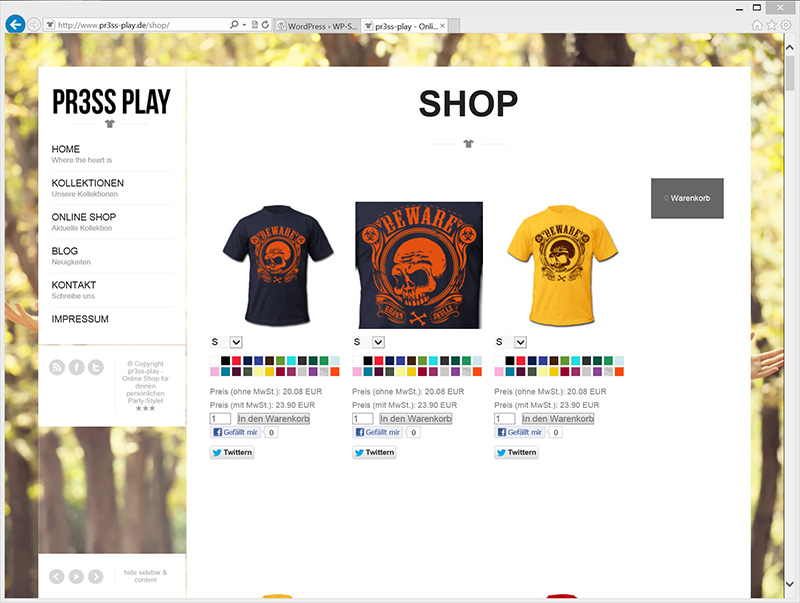 http://www.pr3ss-play.de/shop/
WordPress › WP-S...
pr3ss-play - Onli...
PR3SS PLAY
HOME
Where the heart is
KOLLEKTIONEN
Unsere Kollektionen
ONLINE SHOP
Aktuelle Kollektion
BLOG
Neuigkeiten
KONTAKT
Schreibe uns
IMPRESSUM
© Copyright
pr3ss-play -
Online Shop für
deinen
persönlichen
Party-Style!
★★★
hide sidebar &
content
SHOP
0 Warenkorb
BEWARE
BEWARE
BEWARE
S
S
S
Preis (ohne MwSt.): 20.08 EUR
Preis (mit MwSt.): 23.90 EUR
1 In den Warenkorb
Gefällt mir 0
Twittern
Preis (ohne MwSt.): 20.08 EUR
Preis (mit MwSt.): 23.90 EUR
1 In den Warenkorb
Gefällt mir 0
Twittern
Preis (ohne MwSt.): 20.08 EUR
Preis (mit MwSt.): 23.90 EUR
1 In den Warenkorb
Gefällt mir 0
Twittern